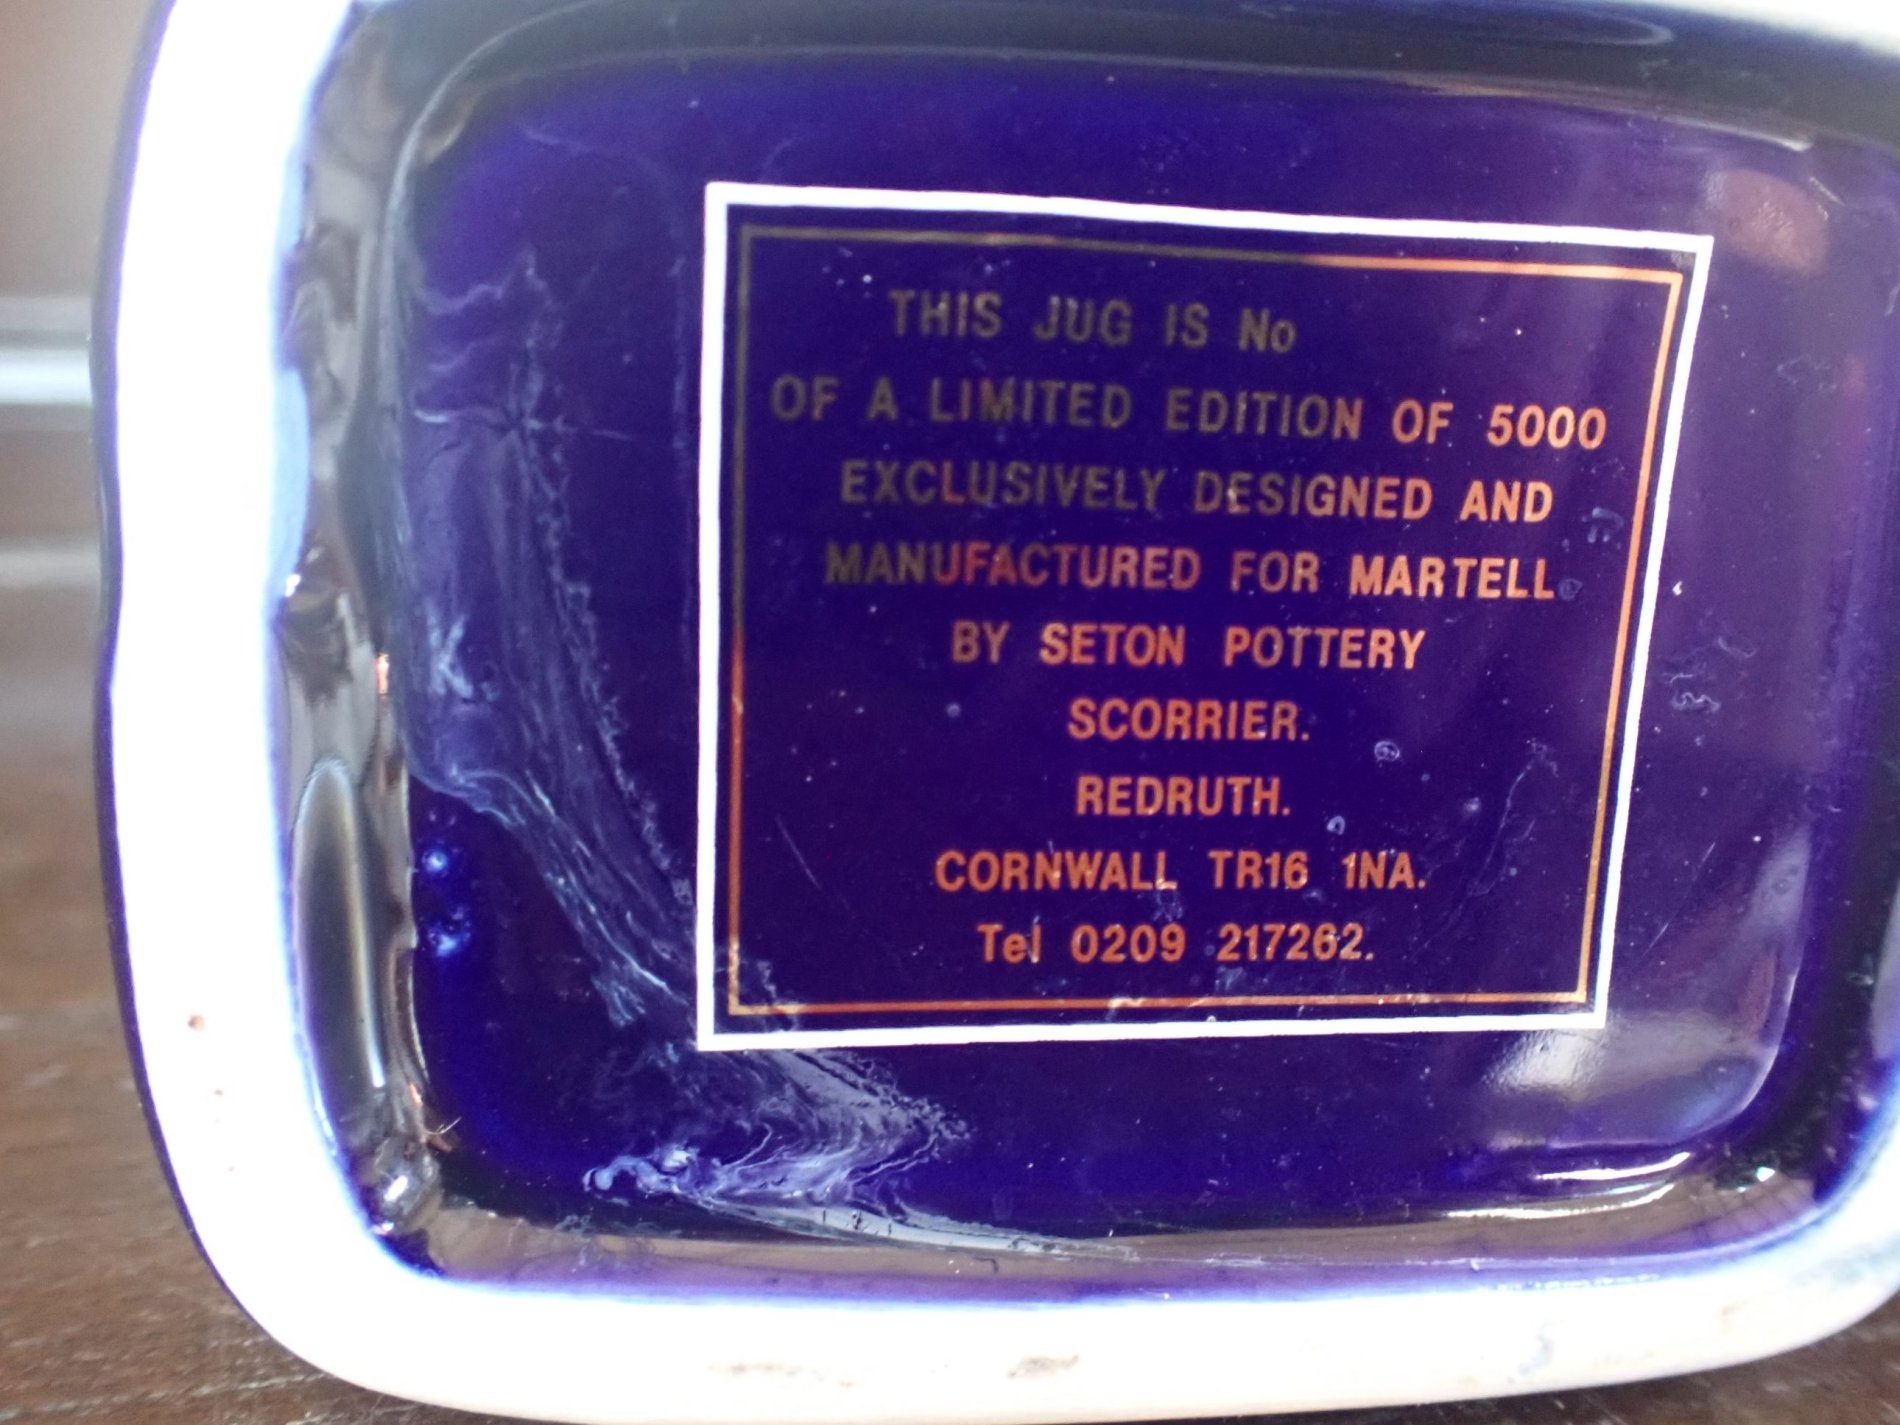 THIS JUG IS No
OF A LIMITED EDITION OF 5000
EXCLUSIVELY DESIGNED AND
MANUFACTURED FOR MARTELL
BY SETON POTTERY
SCORRIER.
REDRUTH.
CORNWALL TR16 1NA.
Tel 0209 217262.